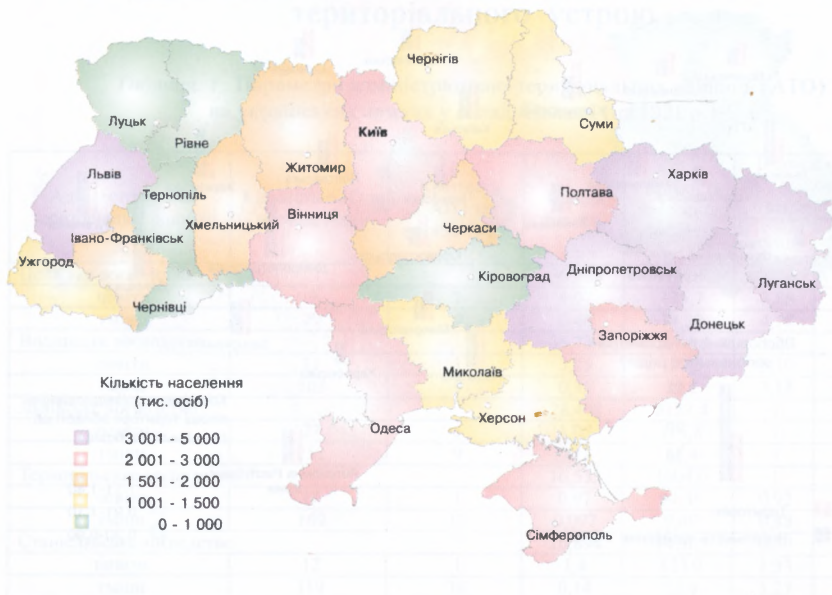 територіального устрою
Чернігів
Луцьк
Рівне
Київ
Суми
Житомир
Львів
Тернопіль
Хмельницький
Вінниця
Полтава
Харків
Івано-Франківськ
Черкаси
Ужгород
Кіровоград
Дніпропетровськ
Луганськ
Чернівці
Донецьк
Запоріжжя
Миколаїв
Херсон
Одеса
Сімферополь
Кількість населення
(тис. осіб)
3 001 - 5 000
2 001 - 3 000
1 501 - 2 000
1 001 - 1 500
0 - 1 000